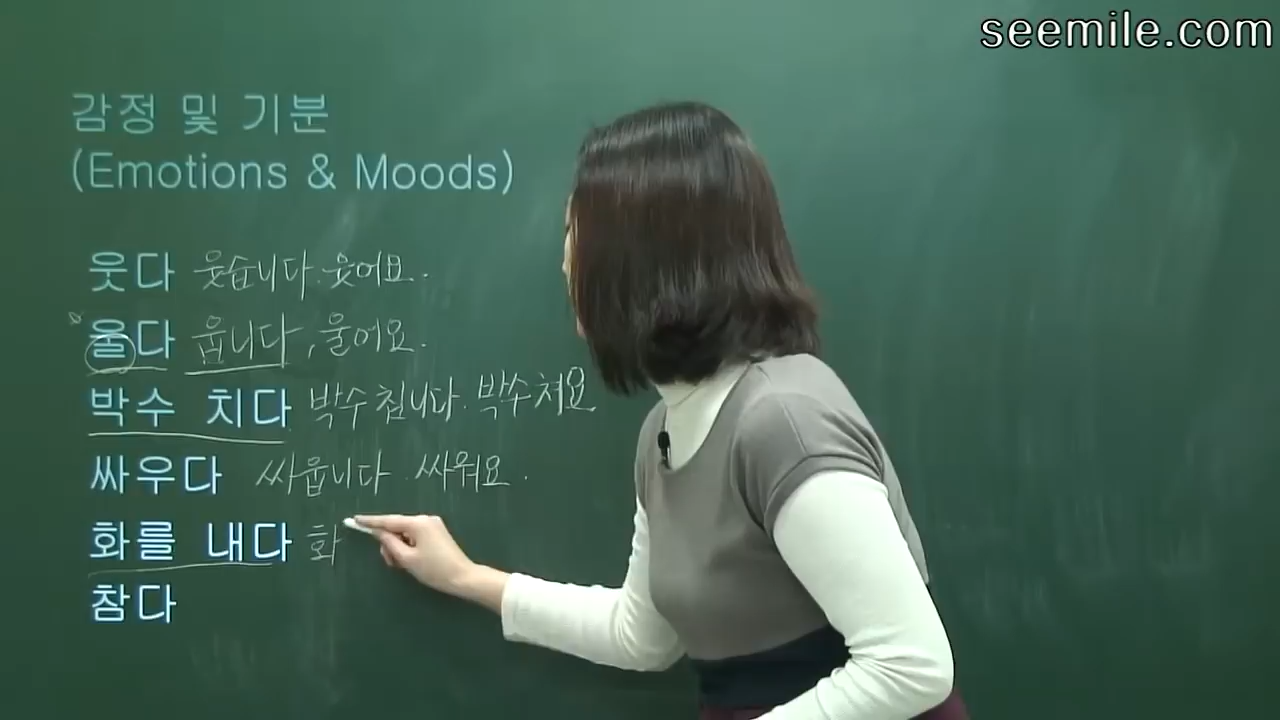 seemile.com
감정 및 기분
(Emotions & Moods)
웃다 웃습니다. 웃어요.
울다 웁니다, 울어요.
박수 치다 박수 칩니다. 박수 쳐요
싸우다 싸웁니다. 싸워요.
화를 내다 화
참다